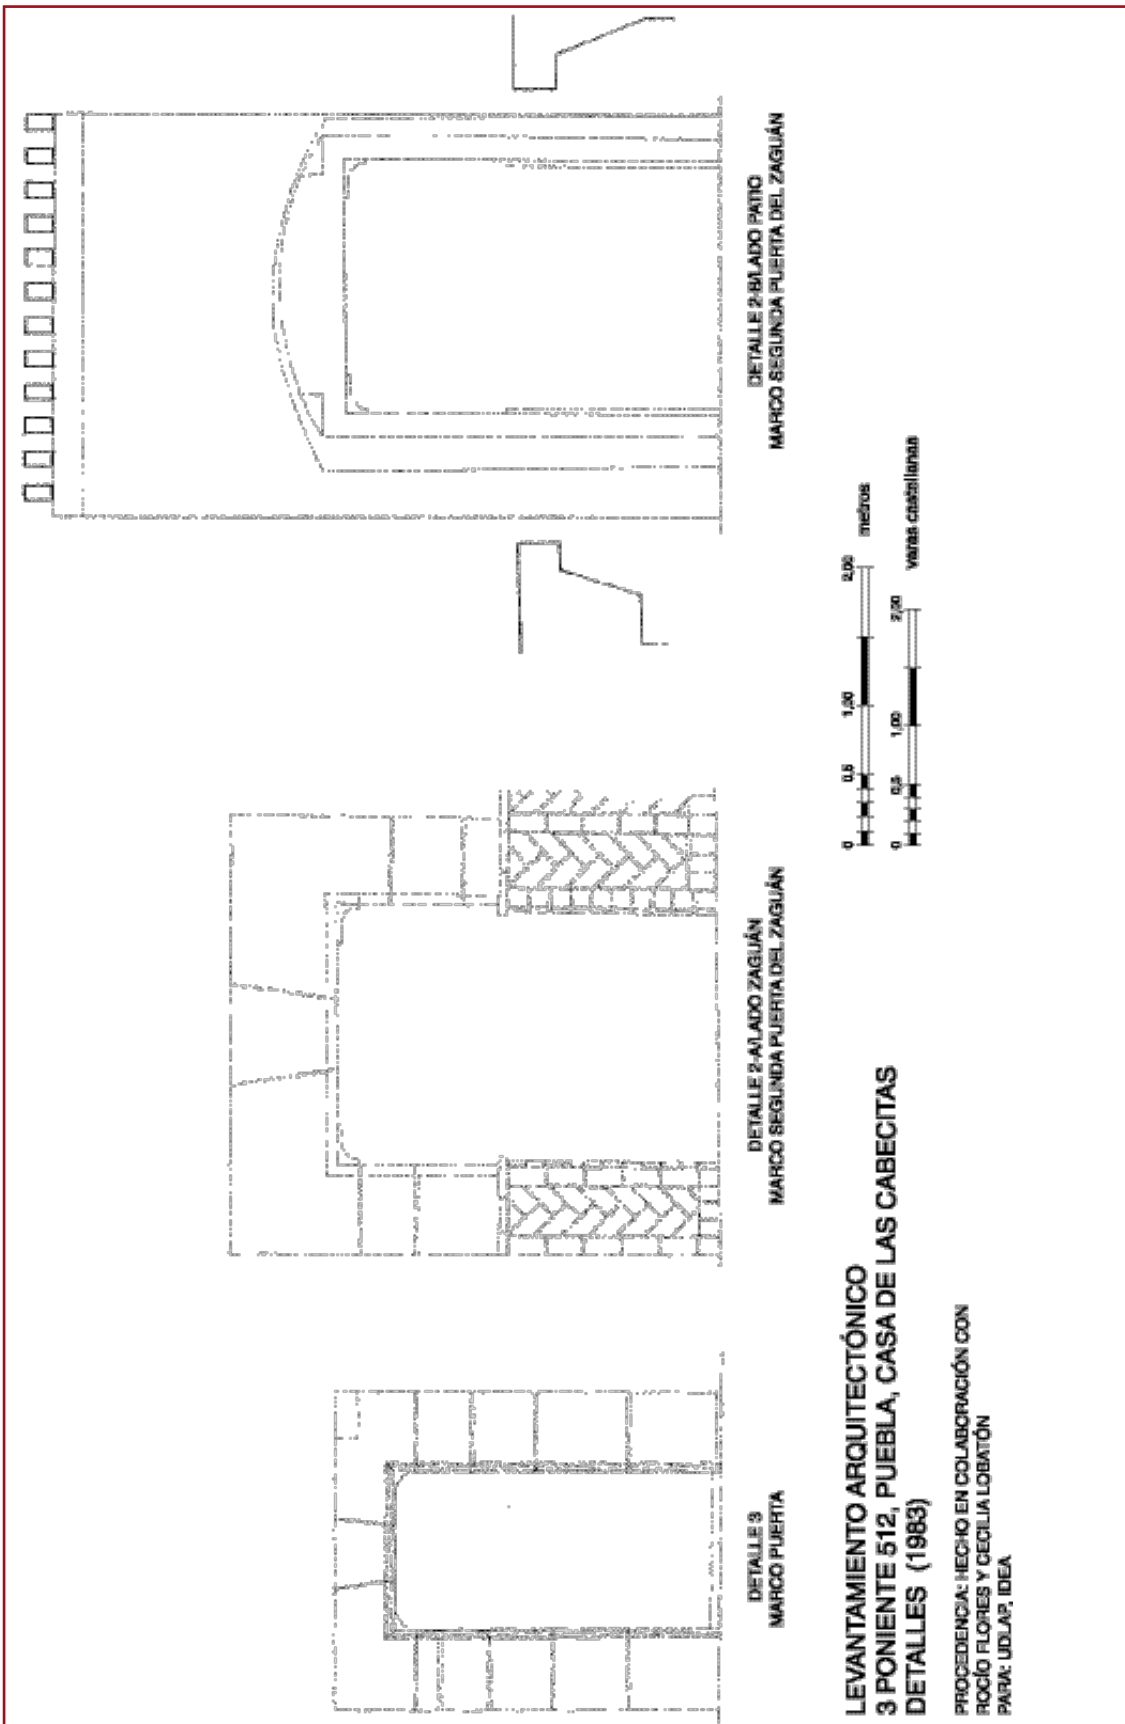 DETALLE 3
MARCO PUERTA
DETALLE 2-A/LADO ZAGUÁN
MARCO SEGUNDA PUERTA DEL ZAGUÁN
DETALLE 2-B/LADO PATIO
MARCO SEGUNDA PUERTA DEL ZAGUÁN
0 0,5 1,00 2,00 metros
0 0,5 1,00 2,00 varas castellanas
LEVANTAMIENTO ARQUITECTÓNICO
3 PONIENTE 512, PUEBLA, CASA DE LAS CABECITAS
DETALLES (1983)
PROCEDENCIA: HECHO EN COLABORACIÓN CON
ROCÍO FLORES Y CECILIA LOBATÓN
PARA: UDLAP, IDEA